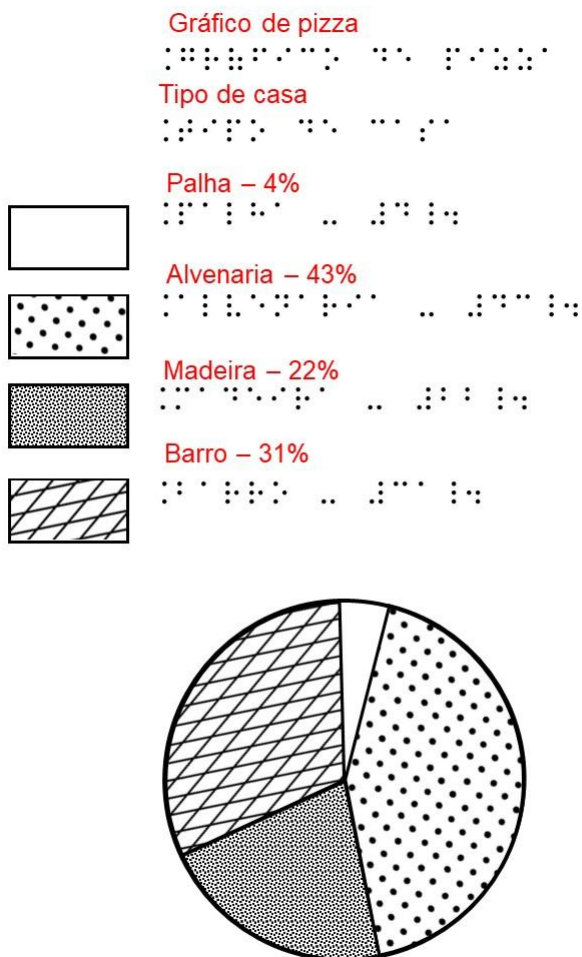 Gráfico de pizza
⠨⠛⠗⠷⠋⠊⠉⠕ ⠙⠑ ⠏⠊⠵⠵⠁
Tipo de casa
⠨⠞⠊⠏⠕ ⠙⠑ ⠉⠁⠎⠁
Palha – 4%
⠨⠏⠁⠇⠓⠁ ⠤ ⠼⠙⠸⠴
Alvenaria – 43%
⠨⠁⠇⠧⠑⠝⠁⠗⠊⠁ ⠤ ⠼⠙⠉⠸⠴
Madeira – 22%
⠨⠍⠁⠙⠑⠊⠗⠁ ⠤ ⠼⠃⠃⠸⠴
Barro – 31%
⠨⠃⠁⠗⠗⠕ ⠤ ⠼⠉⠁⠸⠴